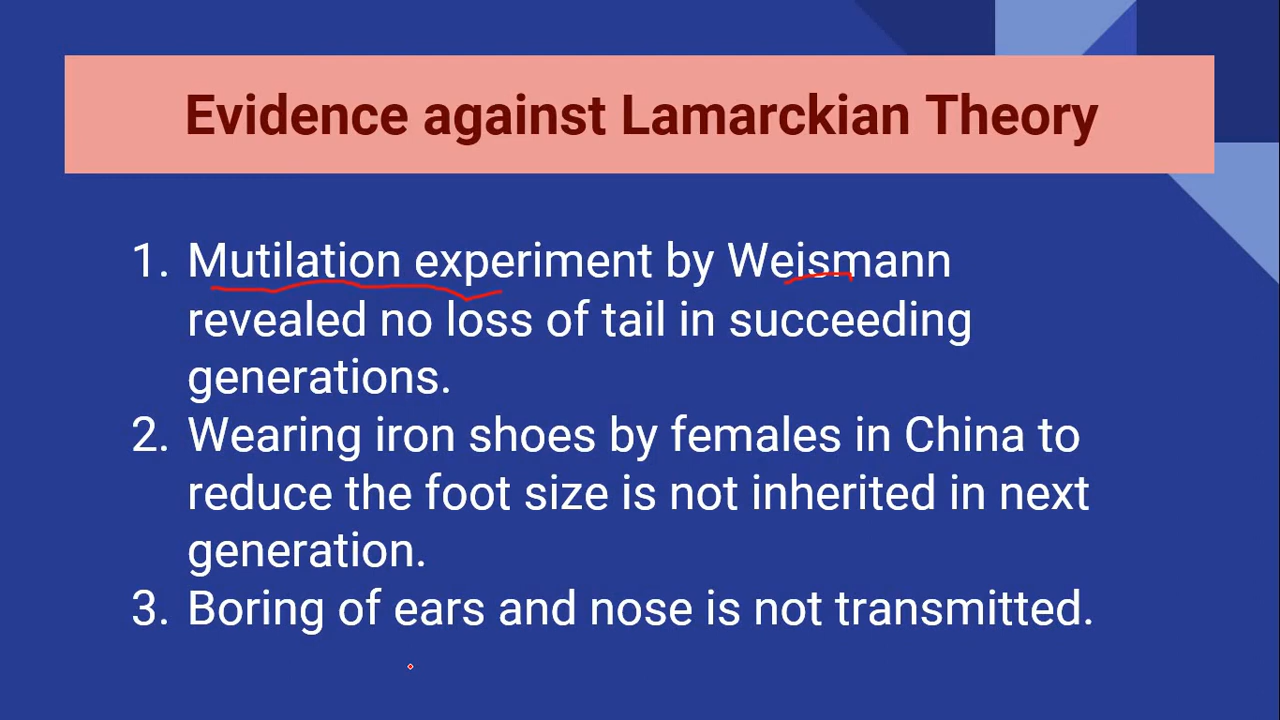 Evidence against Lamarckian Theory
1. Mutilation experiment by Weismann
revealed no loss of tail in succeeding
generations.
2. Wearing iron shoes by females in China to
reduce the foot size is not inherited in next
generation.
3. Boring of ears and nose is not transmitted.